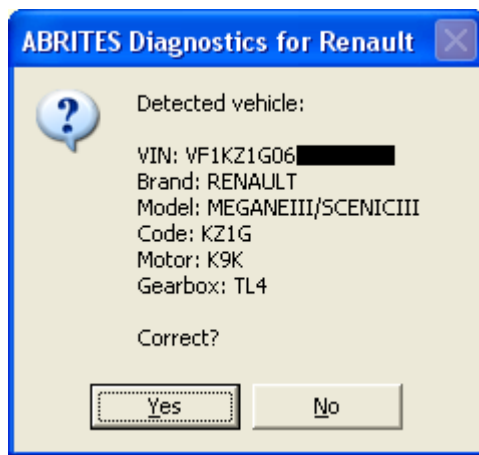 ABRITES Diagnostics for Renault
Detected vehicle:
VIN: VF1KZ1G06
Brand: RENAULT
Model: MEGANEIII/SCENICIII
Code: KZ1G
Motor: K9K
Gearbox: TL4
Correct?
Yes
No